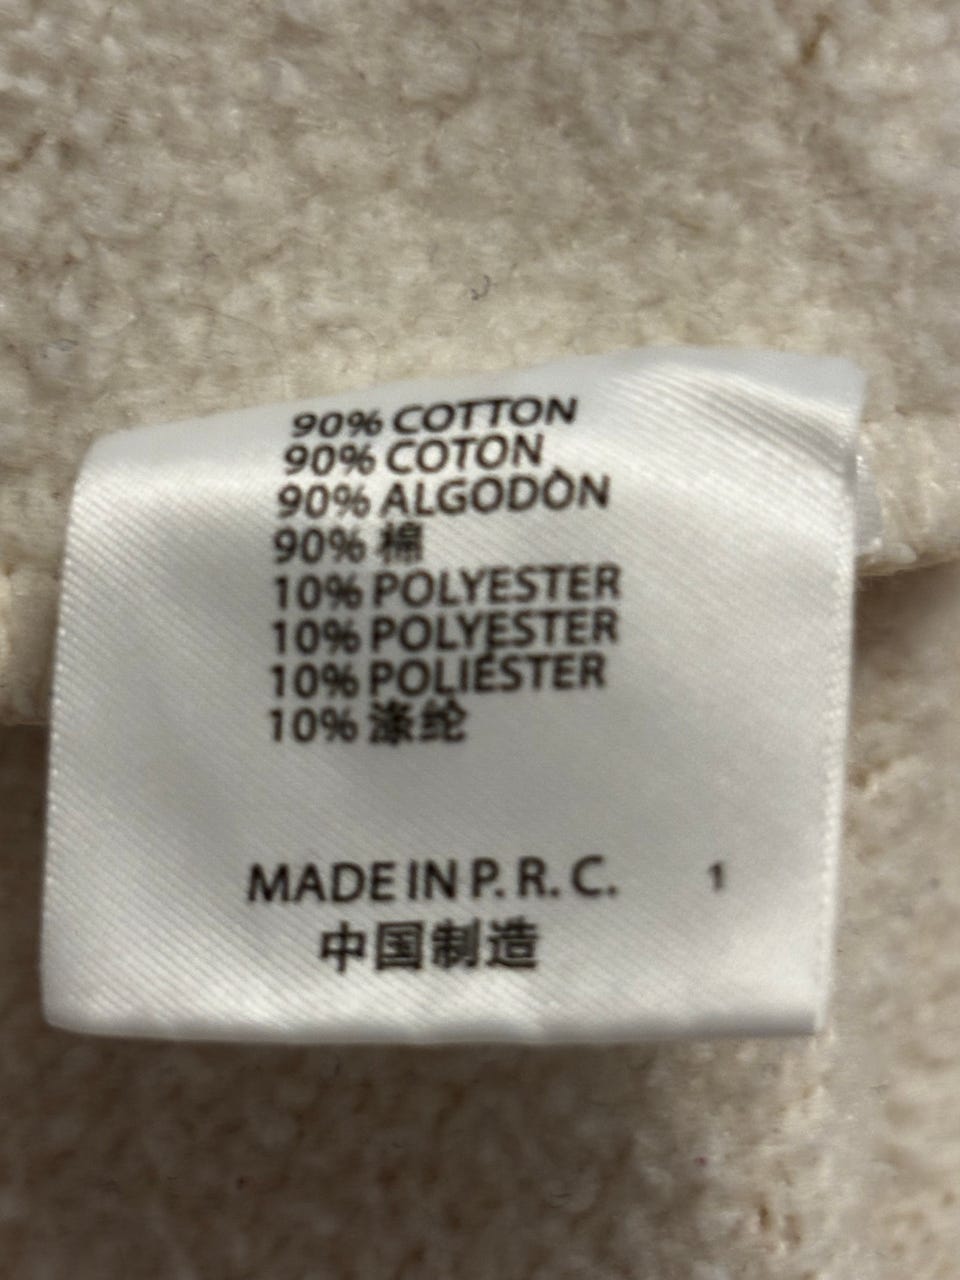 90% COTTON
90% COTON
90% ALGODÒN
90% 棉
10% POLYESTER
10% POLYESTER
10% POLIÉSTER
10% 涤纶
MADE IN P. R. C. 1
中国制造